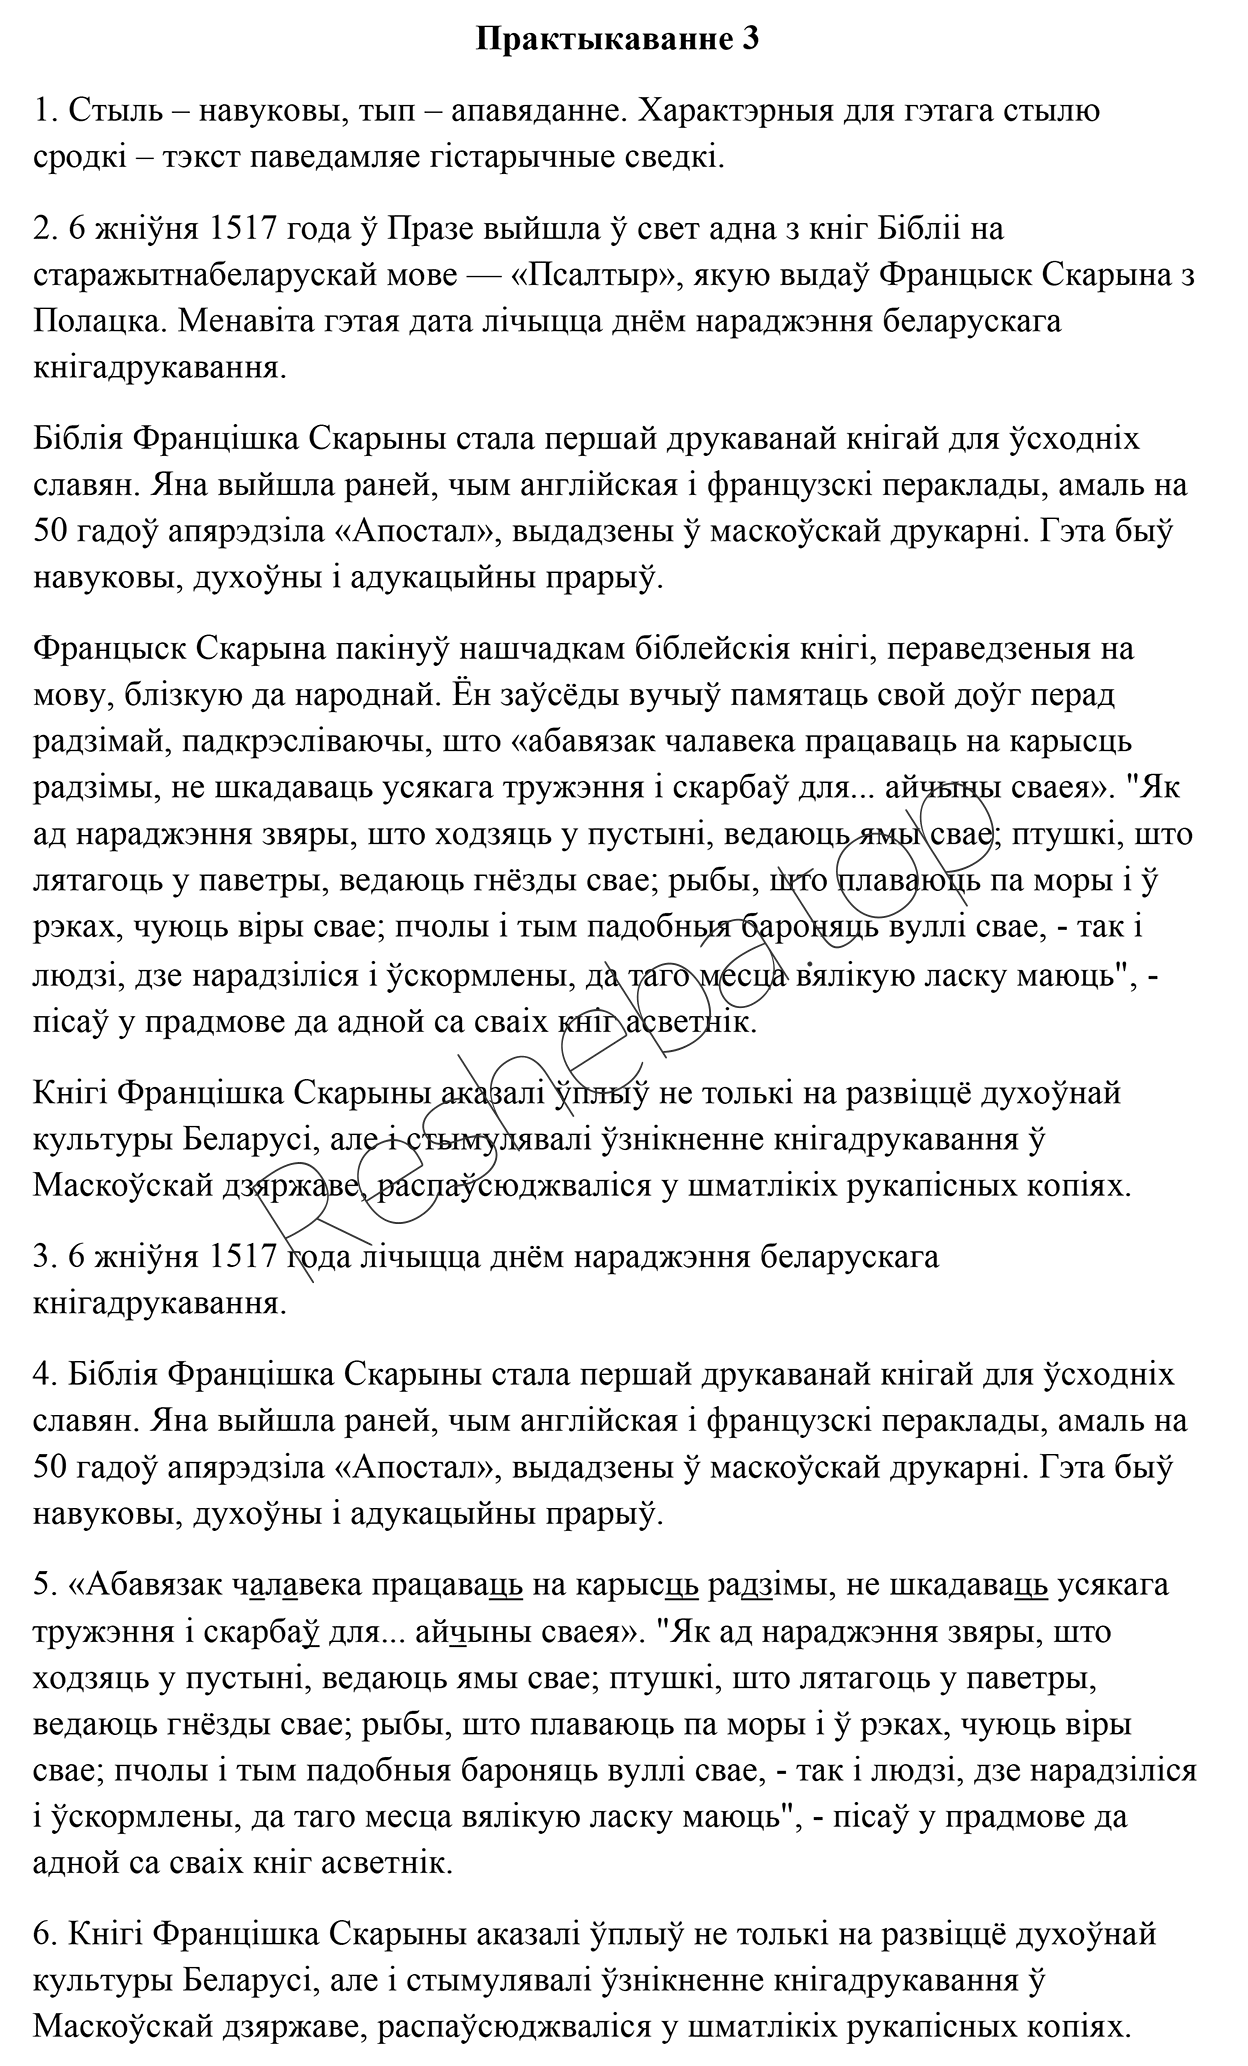 Практыкаванне 3
1. Стыль – навуковы, тып – апавяданне. Характэрныя для гэтага стылю
сродкі – тэкст паведамляе гістарычные сведкі.
2. 6 жніўня 1517 года ў Празе выйшла ў свет адна з кніг Бібліі на
старажытнабеларускай мове — «Псалтыр», якую выдаў Францыск Скарына з
Полацка. Менавіта гэтая дата лічыцца днём нараджэння беларускага
кнігадрукавання.
Біблія Францішка Скарыны стала першай друкаванай кнігай для ўсходніх
славян. Яна выйшла раней, чым англійская і французскі пераклады, амаль на
50 гадоў апярэдзіла «Апостал», выдадзены ў маскоўскай друкарні. Гэта быў
навуковы, духоўны і адукацыйны прарыў.
Францыск Скарына пакінуў нашчадкам біблейскія кнігі, пераведзеныя на
мову, блізкую да народнай. Ён заўсёды вучыў памятаць свой доўг перад
радзімай, падкрэсліваючы, што «абавязак чалавека працаваць на карысць
радзімы, не шкадаваць усякага тружэння і скарбаў для... айчыны сваея». "Як
ад нараджэння звяры, што ходзяць у пустыні, ведаюць ямы свае; птушкі, што
лятагоць у паветры, ведаюць гнёзды свае; рыбы, што плаваюць па моры і ў
рэках, чуюць віры свае; пчолы і тым падобныя бароняць вуллі свае, - так і
людзі, дзе нарадзіліся і ўскормлены, да таго месца вялікую ласку маюць", -
пісаў у прадмове да адной са сваіх кніг асветнік.
Кнігі Францішка Скарыны аказалі ўплыў не толькі на развіццё духоўнай
культуры Беларусі, але і стымулявалі ўзнікненне кнігадрукавання ў
Маскоўскай дзяржаве, распаўсюджваліся у шматлікіх рукапісных копіях.
3. 6 жніўня 1517 года лічыцца днём нараджэння беларускага
кнігадрукавання.
4. Біблія Францішка Скарыны стала першай друкаванай кнігай для ўсходніх
славян. Яна выйшла раней, чым англійская і французскі пераклады, амаль на
50 гадоў апярэдзіла «Апостал», выдадзены ў маскоўскай друкарні. Гэта быў
навуковы, духоўны і адукацыйны прарыў.
5. «Абавязак чалавека працаваць на карысць радзімы, не шкадаваць усякага
тружэння і скарбаў для... айчыны сваея». "Як ад нараджэння звяры, што
ходзяць у пустыні, ведаюць ямы свае; птушкі, што лятагоць у паветры,
ведаюць гнёзды свае; рыбы, што плаваюць па моры і ў рэках, чуюць віры
свае; пчолы і тым падобныя бароняць вуллі свае, - так і людзі, дзе нарадзіліся
і ўскормлены, да таго месца вялікую ласку маюць", - пісаў у прадмове да
адной са сваіх кніг асветнік.
6. Кнігі Францішка Скарыны аказалі ўплыў не толькі на развіццё духоўнай
культуры Беларусі, але і стымулявалі ўзнікненне кнігадрукавання ў
Маскоўскай дзяржаве, распаўсюджваліся у шматлікіх рукапісных копіях.
Resheba.top